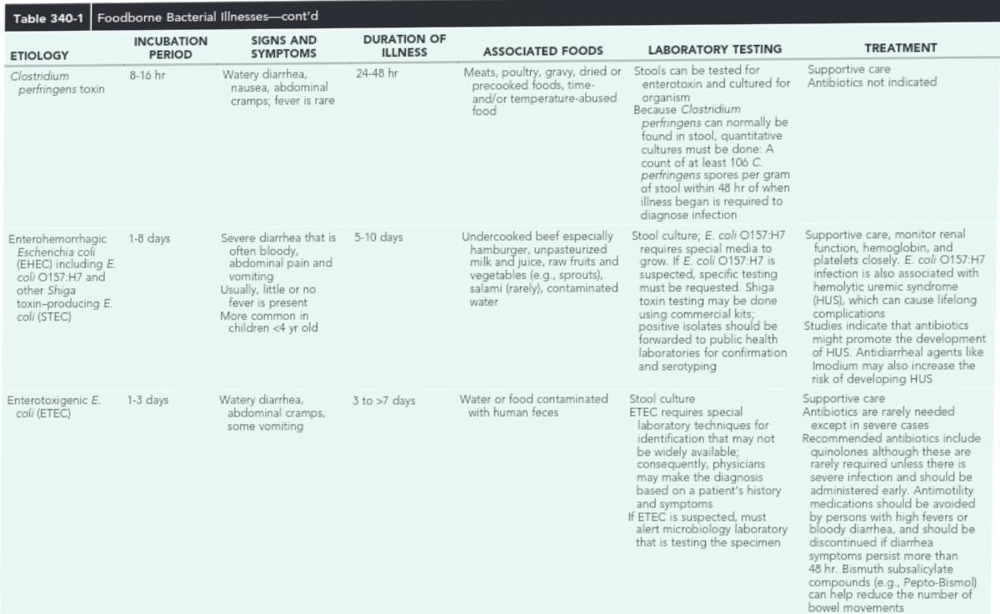 Table 340-1 Foodborne Bacterial Illnesses—cont'd
ETIOLOGY
INCUBATION
PERIOD
SIGNS AND
SYMPTOMS
DURATION OF
ILLNESS
ASSOCIATED FOODS
LABORATORY TESTING
TREATMENT
Clostridium
perfringens toxin
8-16 hr
Watery diarrhea,
nausea, abdominal
cramps; fever is rare
24-48 hr
Meats, poultry, gravy, dried or
precooked foods, time-
and/or temperature-abused
food
Stools can be tested for
enterotoxin and cultured for
organism
Because Clostridium
perfringens can normally be
found in stool, quantitative
cultures must be done: A
count of at least 106 C.
perfringens spores per gram
of stool within 48 hr of when
illness began is required to
diagnose infection
Supportive care
Antibiotics not indicated
Enterohemorrhagic
Escherichia coli
(EHEC) including E.
coli O157:H7 and
other Shiga
toxin–producing E.
coli (STEC)
1-8 days
Severe diarrhea that is
often bloody,
abdominal pain and
vomiting
Usually, little or no
fever is present
More common in
children <4 yr old
5-10 days
Undercooked beef especially
hamburger, unpasteurized
milk and juice, raw fruits and
vegetables (e.g., sprouts),
salami (rarely), contaminated
water
Stool culture; E. coli O157:H7
requires special media to
grow. If E. coli O157:H7 is
suspected, specific testing
must be requested. Shiga
toxin testing may be done
using commercial kits;
positive isolates should be
forwarded to public health
laboratories for confirmation
and serotyping
Supportive care, monitor renal
function, hemoglobin, and
platelets closely. E. coli O157:H7
infection is also associated with
hemolytic uremic syndrome
(HUS), which can cause lifelong
complications
Studies indicate that antibiotics
might promote the development
of HUS. Antidiarrheal agents like
Imodium may also increase the
risk of developing HUS
Enterotoxigenic E.
coli (ETEC)
1-3 days
Watery diarrhea,
abdominal cramps,
some vomiting
3 to >7 days
Water or food contaminated
with human feces
Stool culture
ETEC requires special
laboratory techniques for
identification that may not
be widely available;
consequently, physicians
may make the diagnosis
based on a patient's history
and symptoms
If ETEC is suspected, must
alert microbiology laboratory
that is testing the specimen
Supportive care
Antibiotics are rarely needed
except in severe cases
Recommended antibiotics include
quinolones although these are
rarely required unless there is
severe infection and should be
administered early. Antimotility
medications should be avoided
by persons with high fevers or
bloody diarrhea, and should be
discontinued if diarrhea
symptoms persist more than
48 hr. Bismuth subsalicylate
compounds (e.g., Pepto-Bismol)
can help reduce the number of
bowel movements